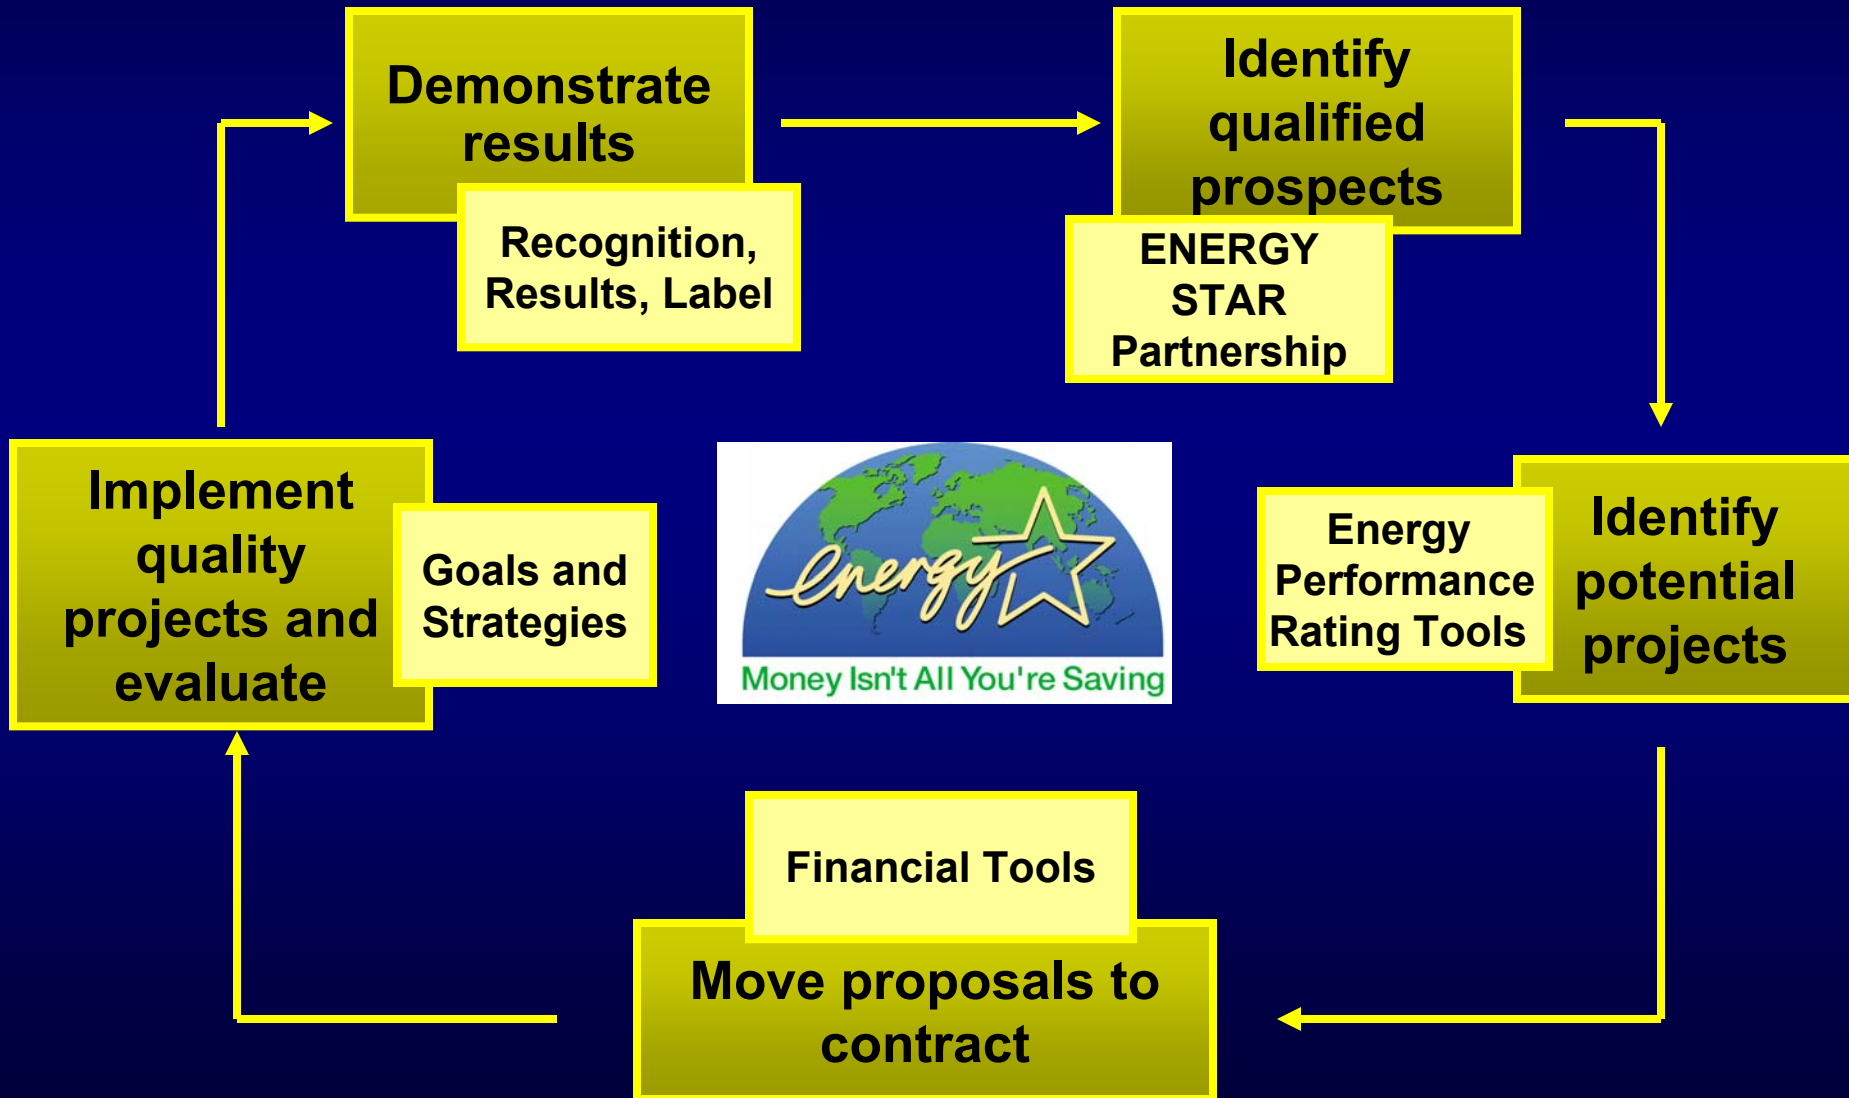 Demonstrate
results
Recognition,
Results, Label
Identify
qualified
prospects
ENERGY
STAR
Partnership
Identify
potential
projects
Energy
Performance
Rating Tools
Financial Tools
Move proposals to
contract
Implement
quality
projects and
evaluate
Goals and
Strategies
energy
Money Isn't All You're Saving